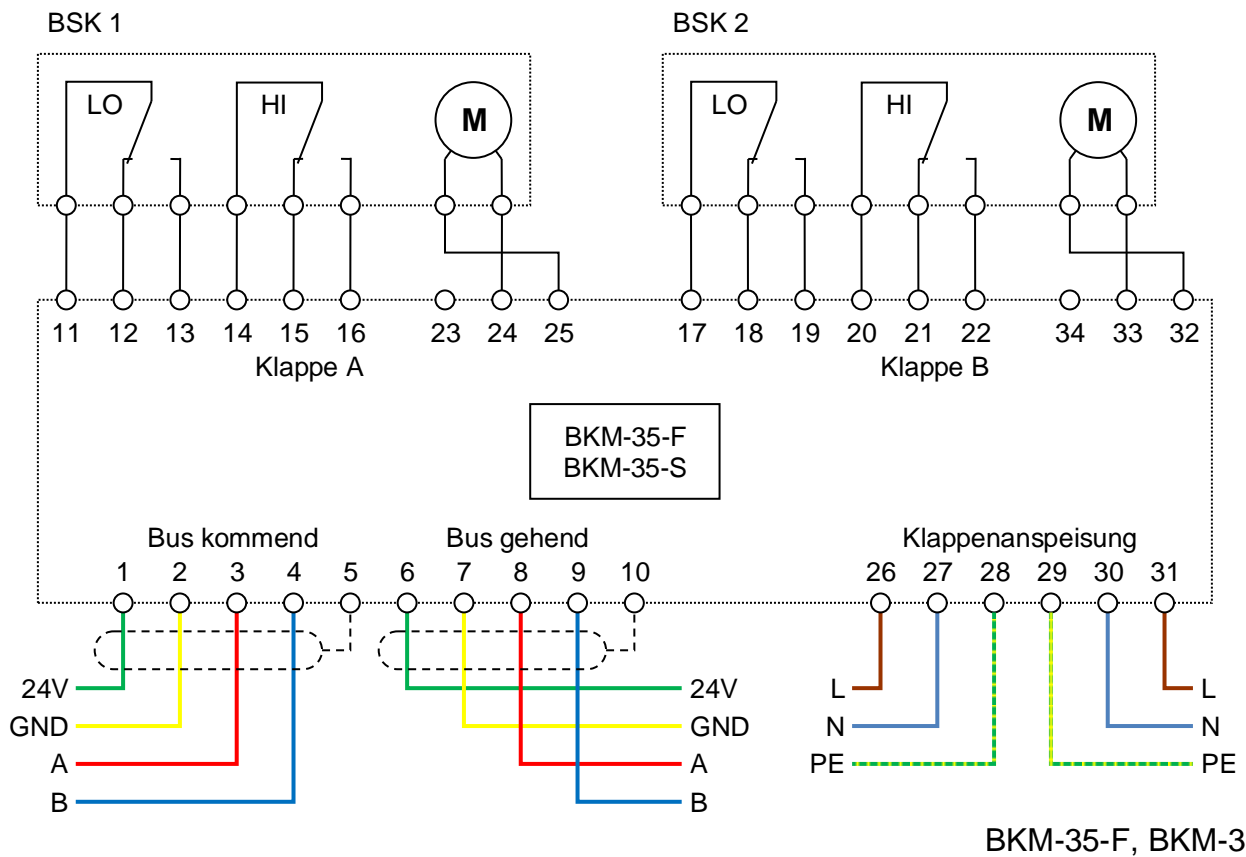 BSK 1 BSK 2
LO HI M LO HI M
11 12 13 14 15 16 23 24 25 17 18 19 20 21 22 34 33 32
Klappe A Klappe B
BKM-35-F
BKM-35-S
Bus kommend Bus gehend Klappenanspeisung
1 2 3 4 5 6 7 8 9 10 26 27 28 29 30 31
24V 24V L L
GND GND N N
A A PE PE
B B
BKM-35-F, BKM-3